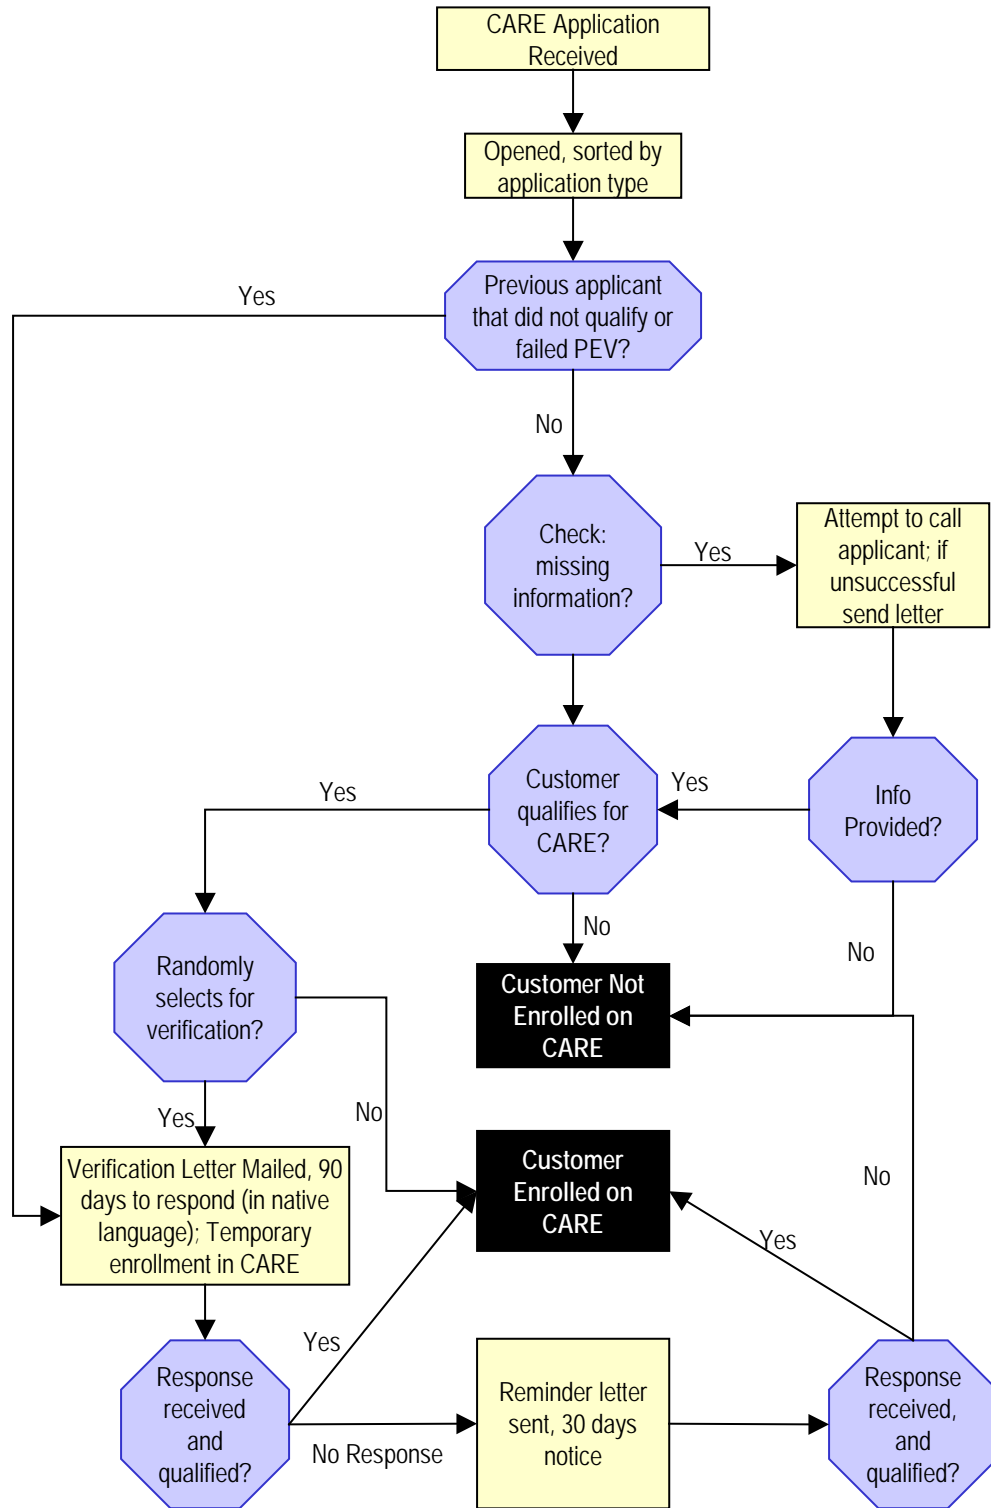 CARE Application
Received
Opened, sorted by
application type
Previous applicant
that did not qualify or
failed PEV?
Yes
No
Check:
missing
information?
Yes
Attempt to call
applicant; if
unsuccessful
send letter
Customer
qualifies for
CARE?
Yes
Yes
Info
Provided?
No
No
Randomly
selects for
verification?
Customer Not
Enrolled on
CARE
Yes
No
Verification Letter Mailed, 90
days to respond (in native
language); Temporary
enrollment in CARE
Customer
Enrolled on
CARE
No
Yes
Yes
Response
received
and
qualified?
No Response
Reminder letter
sent, 30 days
notice
Response
received,
and
qualified?